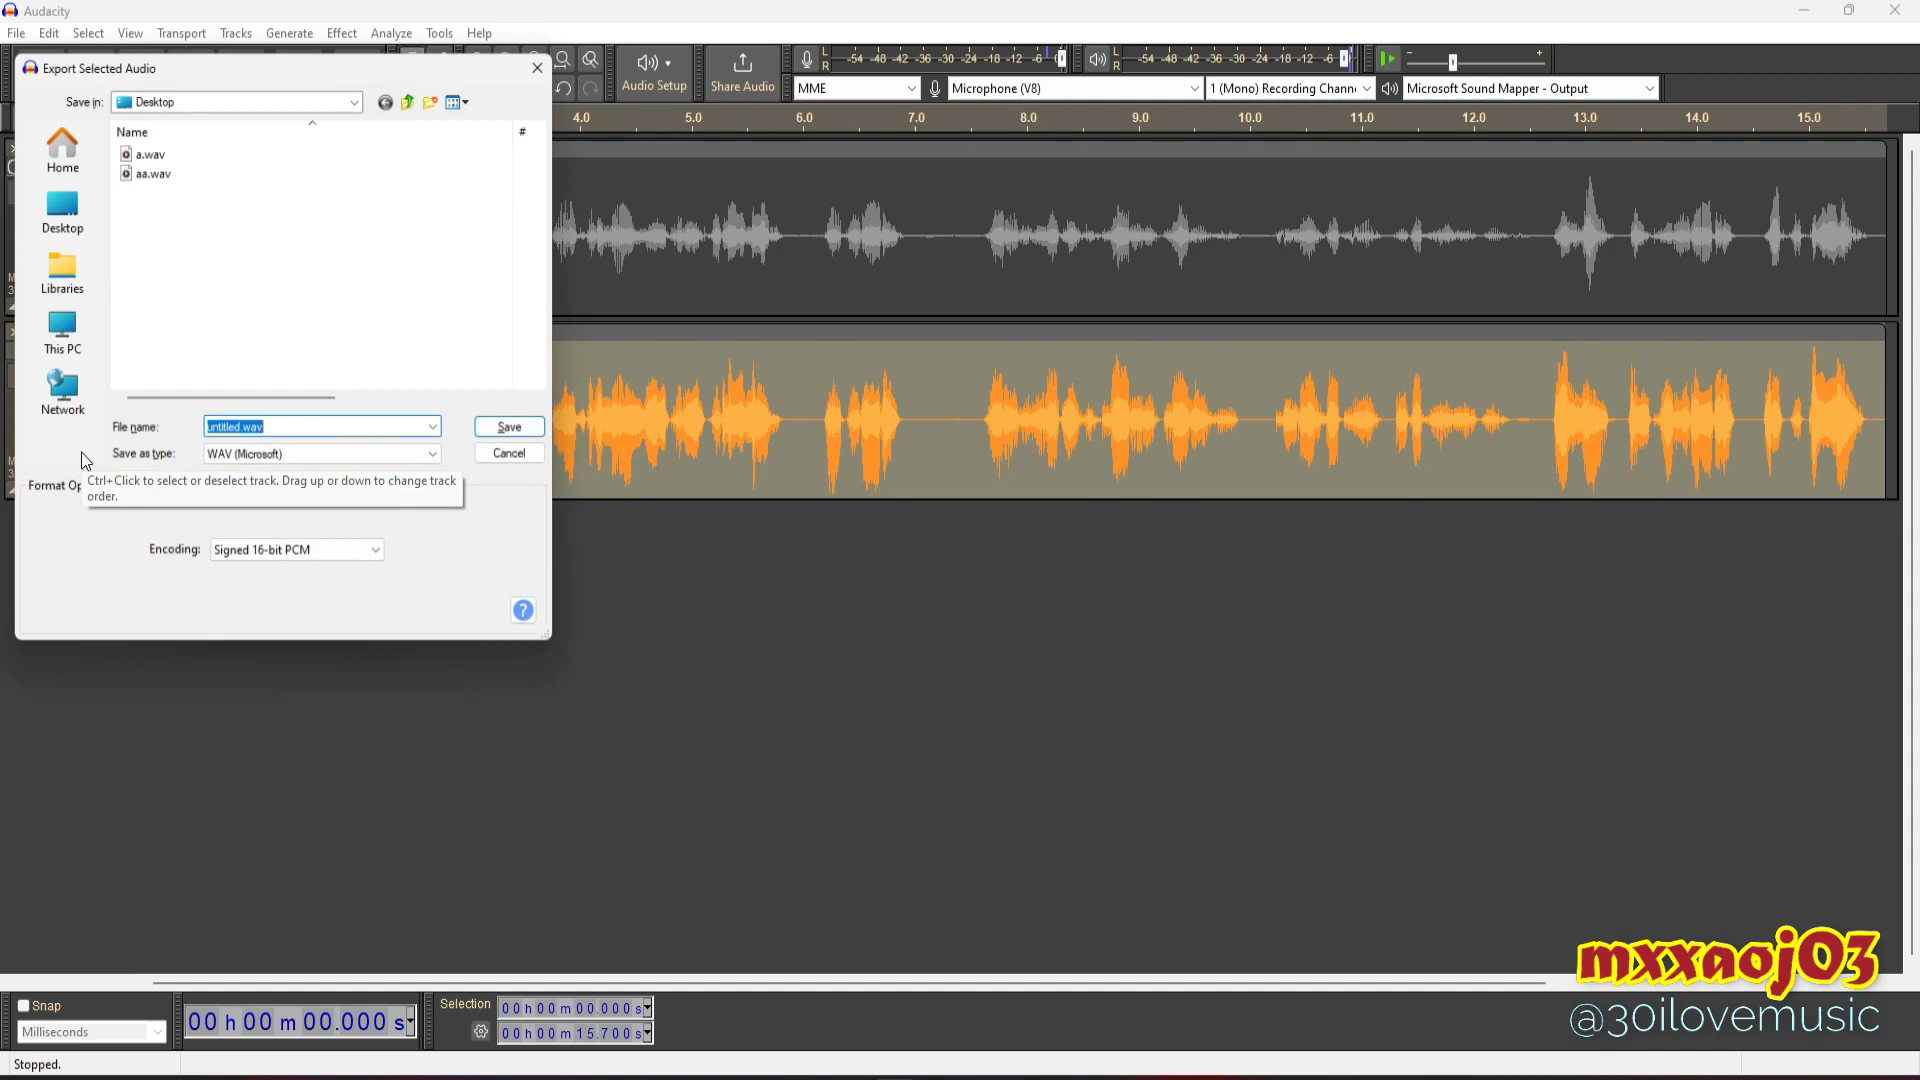 Audacity
File Edit Select View Transport Tracks Generate Effect Analyze Tools Help
Export Selected Audio
Save in: Desktop
Name #
a.wav
aa.wav
Home
Desktop
Libraries
This PC
Network
File name: untitled.wav Save
Save as type: WAV (Microsoft) Cancel
Ctrl+Click to select or deselect track. Drag up or down to change track
order.
Format Op
Encoding: Signed 16-bit PCM
?
Audio Setup
Share Audio
L
R
-54 -48 -42 -36 -30 -24 -18 -12 -6
L
R
-54 -48 -42 -36 -30 -24 -18 -12 -6
- +
MME Microphone (V8) 1 (Mono) Recording Chann Microsoft Sound Mapper - Output
4.0 5.0 6.0 7.0 8.0 9.0 10.0 11.0 12.0 13.0 14.0 15.0
mxxaoj03
@30ilovemusic
Snap
Milliseconds
00 h 00 m 00.000 s
Selection
00 h 00 m 00.000 s
00 h 00 m 15.700 s
Stopped.